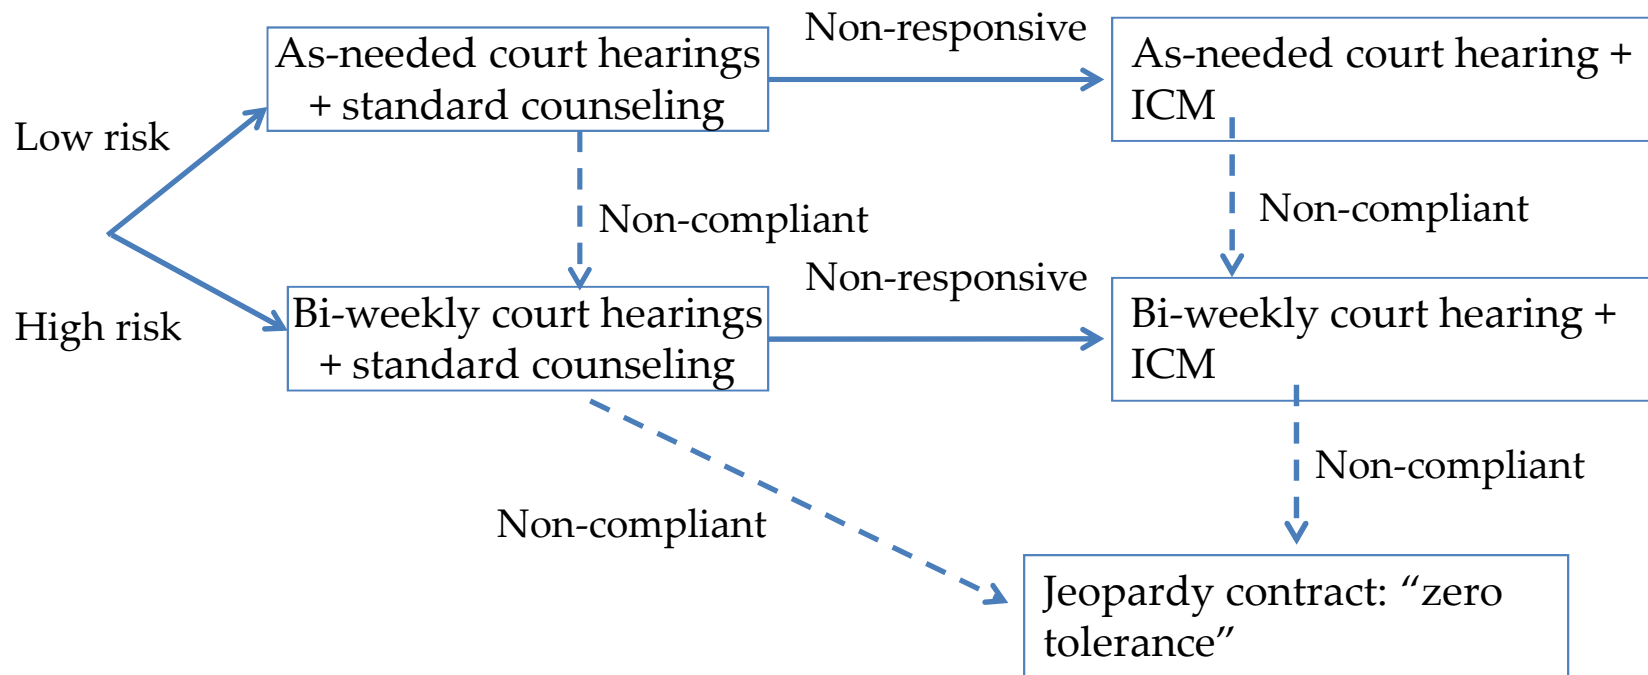 Non-responsive
As-needed court hearings
+ standard counseling
As-needed court hearing +
ICM
Low risk
Non-compliant
Non-compliant
Non-responsive
High risk
Bi-weekly court hearings
+ standard counseling
Bi-weekly court hearing +
ICM
Non-compliant
Non-compliant
Jeopardy contract: “zero
tolerance”